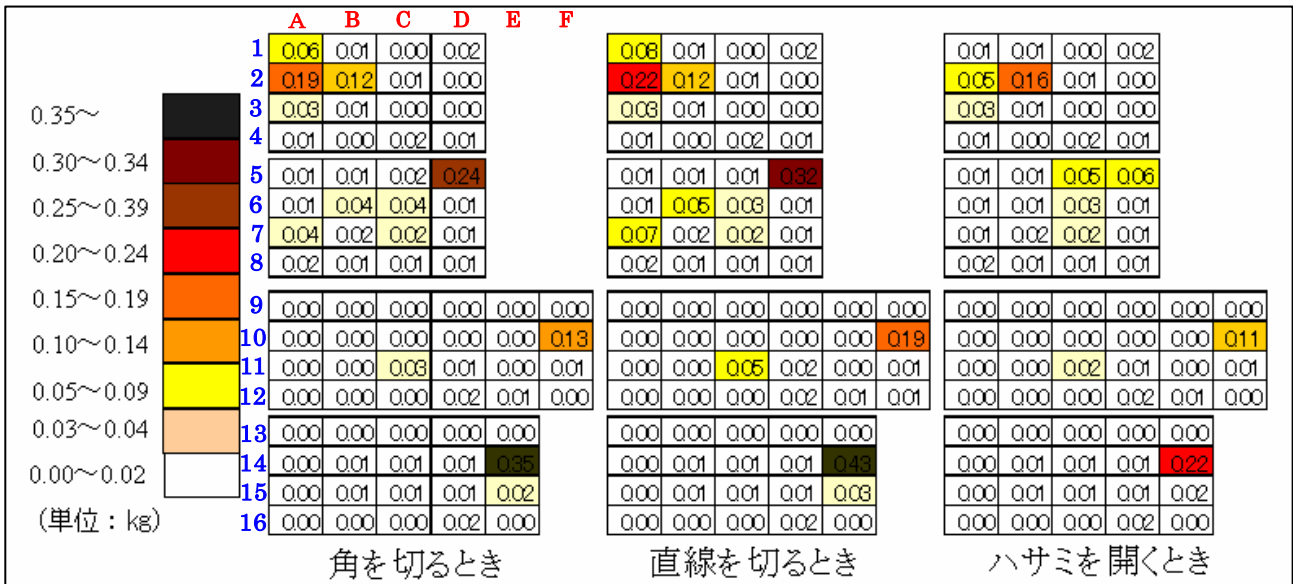 A B C D E F
1 0.06 0.01 0.00 0.02 0.08 0.01 0.00 0.02 0.01 0.01 0.00 0.02
2 0.19 0.12 0.01 0.00 0.22 0.12 0.01 0.00 0.05 0.16 0.01 0.00
3 0.03 0.01 0.00 0.00 0.03 0.01 0.00 0.00 0.03 0.01 0.00 0.00
4 0.01 0.00 0.02 0.01 0.01 0.00 0.02 0.01 0.01 0.00 0.02 0.01
5 0.01 0.01 0.02 0.24 0.01 0.01 0.01 0.32 0.01 0.01 0.05 0.06
6 0.01 0.04 0.04 0.01 0.01 0.05 0.03 0.01 0.01 0.01 0.03 0.01
7 0.04 0.02 0.02 0.01 0.07 0.02 0.02 0.01 0.01 0.02 0.02 0.01
8 0.02 0.01 0.01 0.01 0.02 0.01 0.01 0.01 0.02 0.01 0.01 0.01
9 0.00 0.00 0.00 0.00 0.00 0.00 0.00 0.00 0.00 0.00 0.00 0.00 0.00 0.00 0.00 0.00 0.00 0.00
10 0.00 0.00 0.00 0.00 0.00 0.13 0.00 0.00 0.00 0.00 0.00 0.19 0.00 0.00 0.00 0.00 0.00 0.11
11 0.00 0.00 0.03 0.01 0.00 0.01 0.00 0.00 0.05 0.02 0.00 0.01 0.00 0.00 0.02 0.01 0.00 0.01
12 0.00 0.00 0.00 0.02 0.01 0.00 0.00 0.00 0.00 0.02 0.01 0.01 0.00 0.00 0.00 0.02 0.01 0.00
13 0.00 0.00 0.00 0.00 0.00 0.00 0.00 0.00 0.00 0.00 0.00 0.00 0.00 0.00 0.00
14 0.00 0.01 0.01 0.01 0.35 0.00 0.01 0.01 0.01 0.43 0.00 0.01 0.01 0.01 0.22
15 0.00 0.01 0.01 0.01 0.02 0.00 0.01 0.01 0.01 0.03 0.00 0.01 0.01 0.01 0.02
16 0.00 0.00 0.00 0.02 0.00 0.00 0.00 0.00 0.02 0.00 0.00 0.00 0.00 0.02 0.00
0.35～
0.30～0.34
0.25～0.39
0.20～0.24
0.15～0.19
0.10～0.14
0.05～0.09
0.03～0.04
0.00～0.02
(単位：kg)
角を切るとき 直線を切るとき ハサミを開くとき